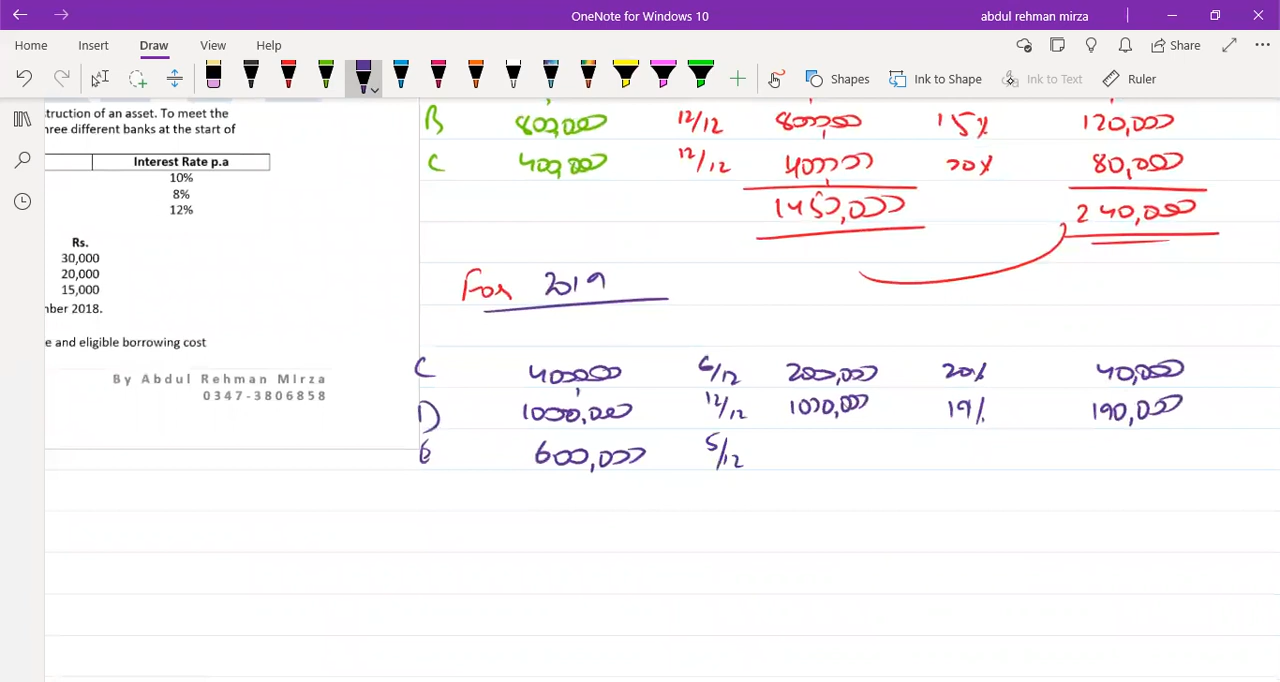 OneNote for Windows 10
abdul rehman mirza
Home Insert Draw View Help
Share
Shapes Ink to Shape Ink to Text Ruler
struction of an asset. To meet the
hree different banks at the start of
Interest Rate p.a
10%
8%
12%
Rs.
30,000
20,000
15,000
nber 2018.
e and eligible borrowing cost
By Abdul Rehman Mirza
0347-3806858
B 800,000 12/12 800,000 15% 120,000
C 400,000 12/12 400,000 20% 80,000
1450,000 240,000
For 2019
C 400,000 6/12 200,000 20% 40,000
D 1000,000 12/12 1000,000 19% 190,000
E 600,000 5/12